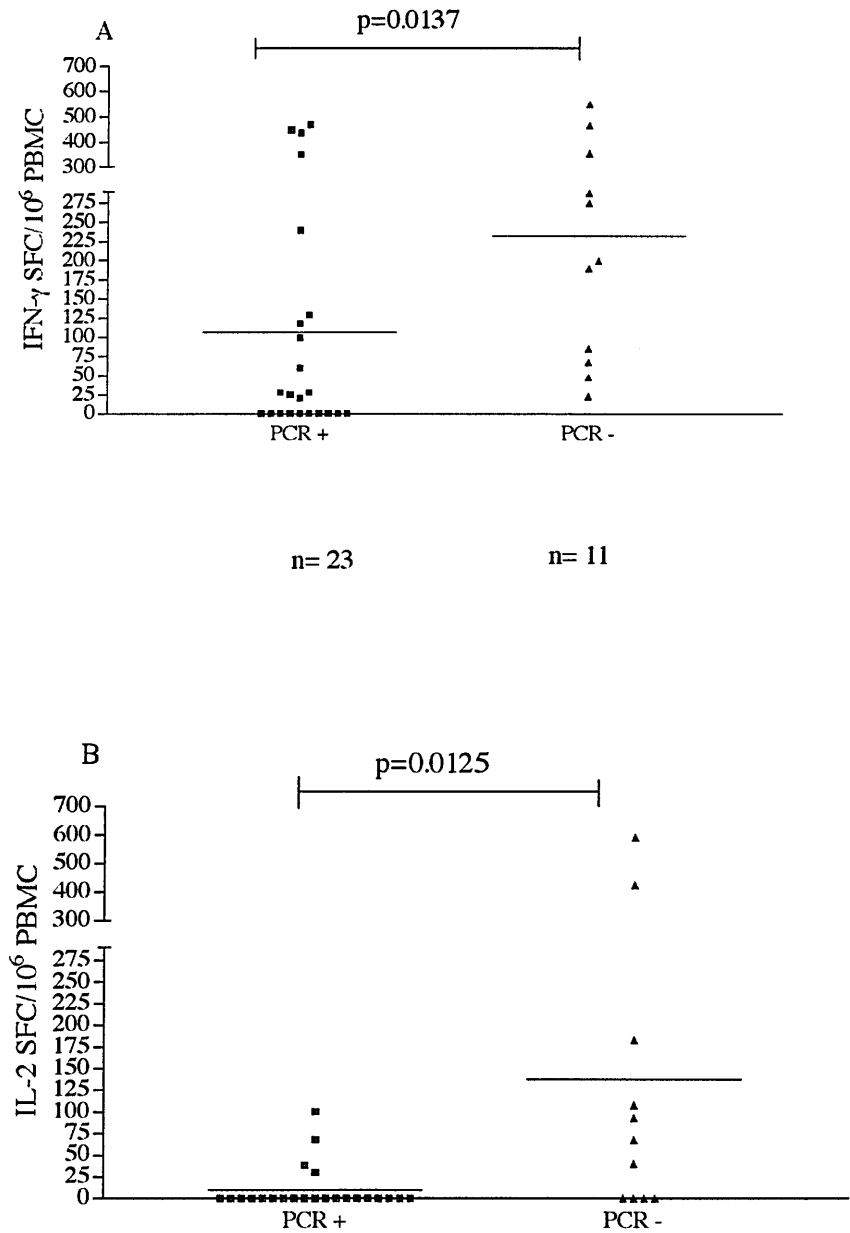 A
p=0.0137
IFN-γ SFC/10⁶ PBMC
700
600
500
400
300
275
250
225
200
175
150
125
100
75
50
25
0
PCR +
PCR -
n= 23
n= 11
B
p=0.0125
IL-2 SFC/10⁶ PBMC
700
600
500
400
300
275
250
225
200
175
150
125
100
75
50
25
0
PCR +
PCR -